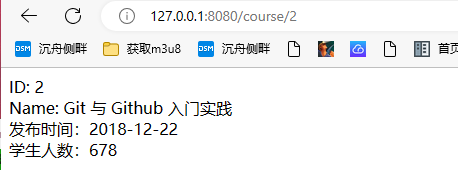 127.0.0.1:8080/course/2
DSM 沉舟侧畔 获取m3u8 DSM 沉舟侧畔 首页
ID: 2
Name: Git 与 Github 入门实践
发布时间：2018-12-22
学生人数：678